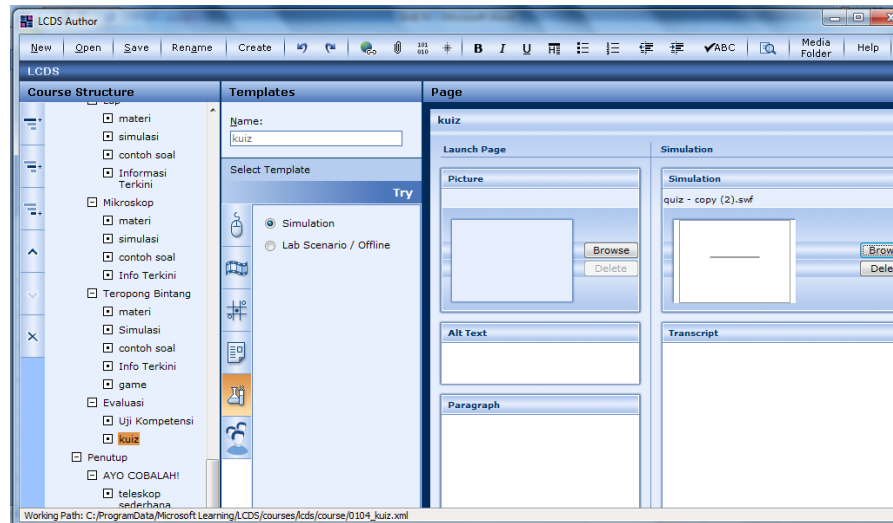 LCDS Author
New Open Save Rename Create B I U ABC Media Folder Help
LCDS
Course Structure
materi
simulasi
contoh soal
Informasi
Terkini
Mikroskop
materi
simulasi
contoh soal
Info Terkini
Teropong Bintang
materi
Simulasi
contoh soal
Info Terkini
game
Evaluasi
Uji Kompetensi
kuiz
Penutup
AYO COBALAH!
teleskop
sederhana
Templates
Name:
kuiz
Select Template
Try
Simulation
Lab Scenario / Offline
Page
kuiz
Launch Page
Picture
Browse
Delete
Alt Text
Paragraph
Simulation
Simulation
quiz - copy (2).swf
Brow
Dele
Transcript
Working Path: C:/ProgramData/Microsoft Learning/LCDS/courses/lcds/course/0104_kuiz.xml